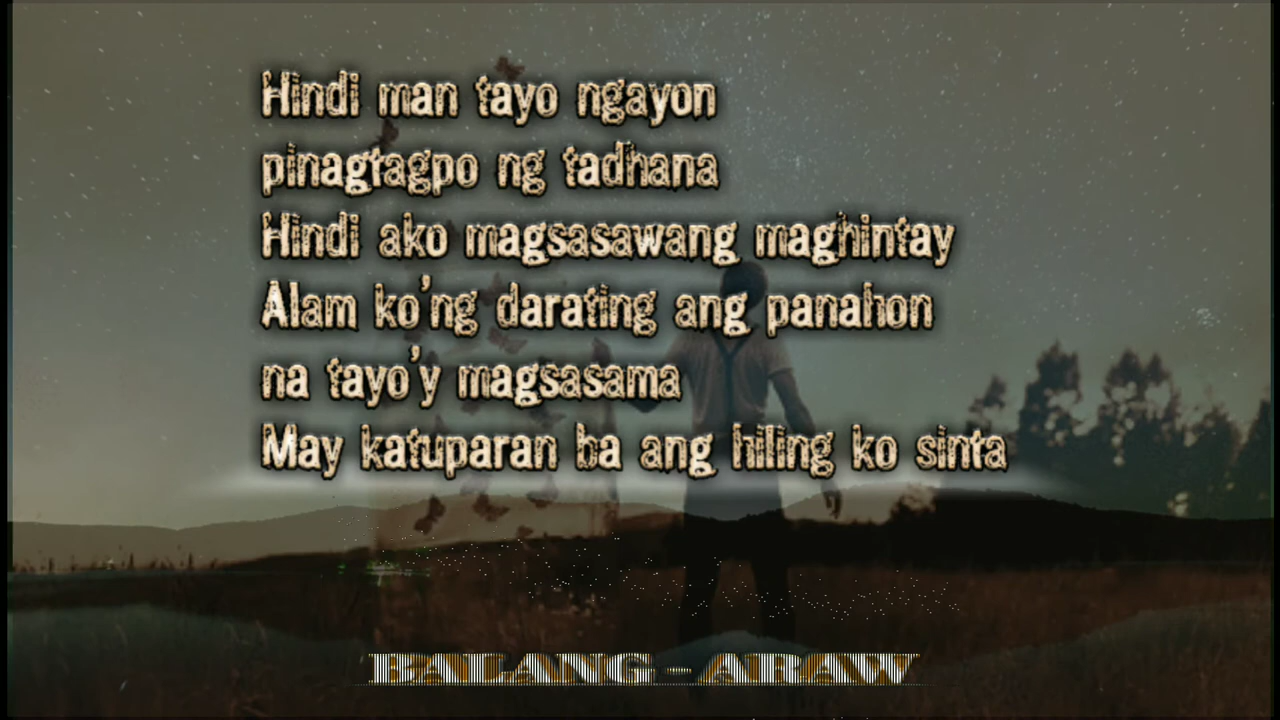 Hindi man tayo ngayon
pinagtagpo ng tadhana
Hindi ako magsasawang maghintay
Alam ko'ng darating ang panahon
na tayo'y magsasama
May katuparan ba ang hiling ko sinta
BALANG-ARAW